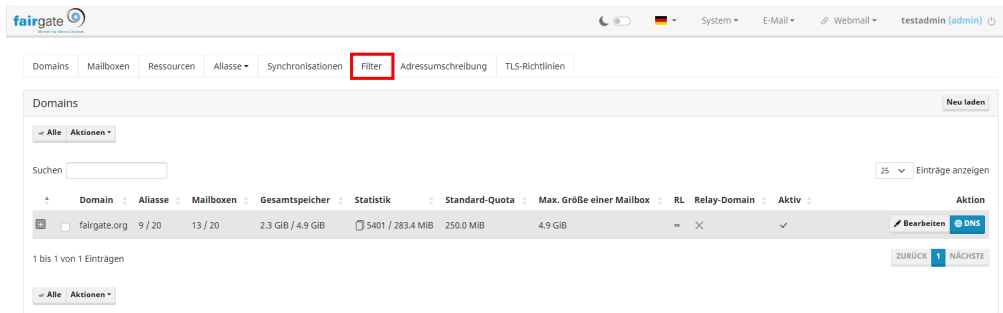 fairgate
System E-Mail Webmail testadmin (admin)
Domains Mailboxen Ressourcen Aliasse Synchronisationen Filter Adressumschreibung TLS-Richtlinien
Domains Neu laden
Alle Aktionen
Suchen 25 Einträge anzeigen
Domain Aliasse Mailboxen Gesamtspeicher Statistik Standard-Quota Max. Größe einer Mailbox RL Relay-Domain Aktiv Aktion
fairgate.org 9 / 20 13 / 20 2.3 GiB / 4.9 GiB 5401 / 283.4 MiB 250.0 MiB 4.9 GiB ∞ Bearbeiten DNS
1 bis 1 von 1 Einträgen ZURÜCK 1 NÄCHSTE
Alle Aktionen